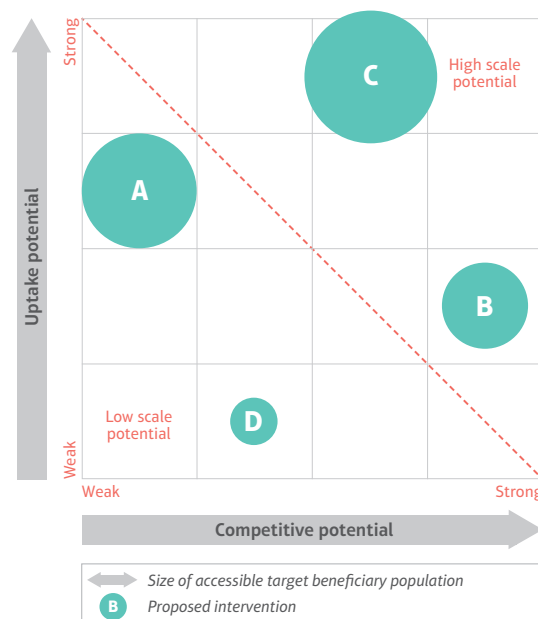 Strong
C
High scale
potential
A
Uptake potential
B
Low scale
potential
D
Weak
Weak
Strong
Competitive potential
Size of accessible target beneficiary population
B
Proposed intervention